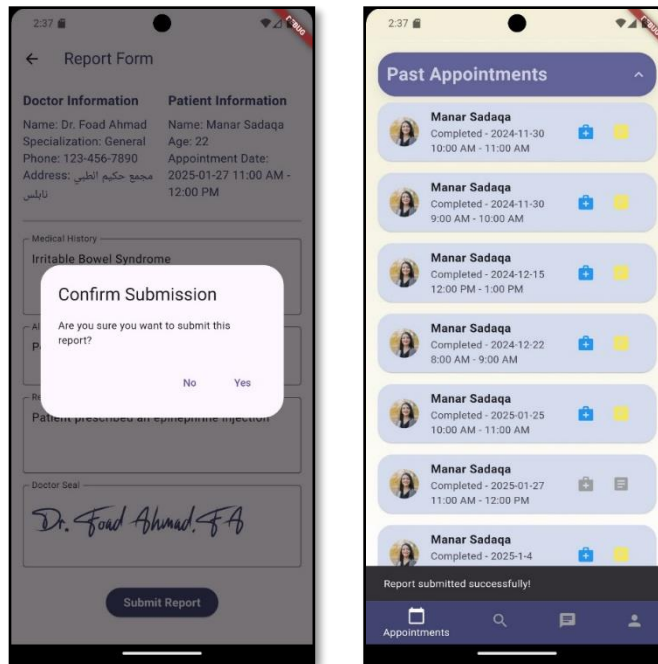 2:37
DEBUG
Report Form
Doctor Information
Name: Dr. Foad Ahmad
Specialization: General
Phone: 123-456-7890
Address: مجمع حكيم الطبي
نابلس
Patient Information
Name: Manar Sadaqa
Age: 22
Appointment Date:
2025-01-27 11:00 AM -
12:00 PM
Medical History
Irritable Bowel Syndrome
Confirm Submission
Are you sure you want to submit this
report?
No Yes
Patient prescribed an epinephrine injection
Doctor Seal
Dr. Foad Ahmad. F A
Submit Report
2:37
Past Appointments
Manar Sadaqa
Completed - 2024-11-30
10:00 AM - 11:00 AM
Manar Sadaqa
Completed - 2024-11-30
9:00 AM - 10:00 AM
Manar Sadaqa
Completed - 2024-12-15
12:00 PM - 1:00 PM
Manar Sadaqa
Completed - 2024-12-22
8:00 AM - 9:00 AM
Manar Sadaqa
Completed - 2025-01-25
10:00 AM - 11:00 AM
Manar Sadaqa
Completed - 2025-01-27
11:00 AM - 12:00 PM
Manar Sadaqa
Completed - 2025-1-4
Report submitted successfully!
Appointments